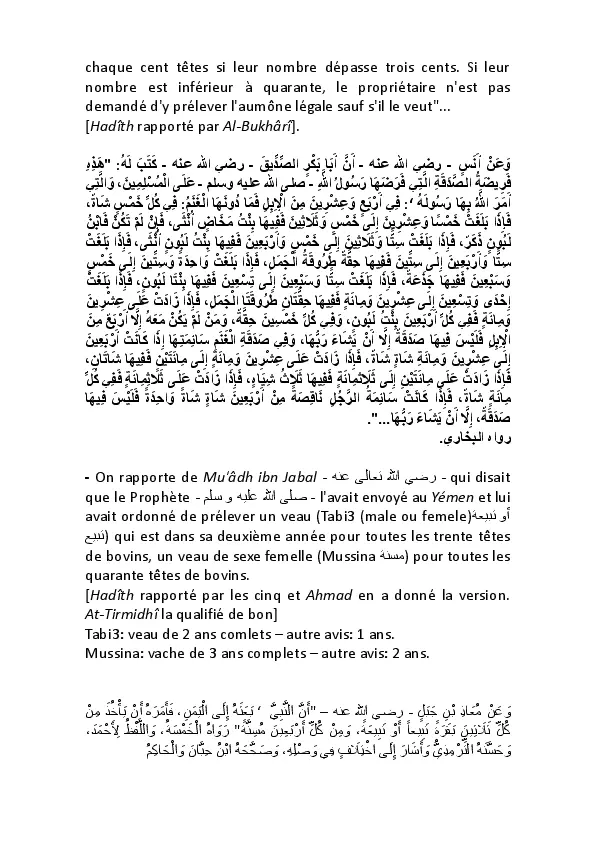 chaque cent têtes si leur nombre dépasse trois cents. Si leur
nombre est inférieur à quarante, le propriétaire n'est pas
demandé d'y prélever l'aumône légale sauf s'il le veut"...
[Hadîth rapporté par Al-Bukhârî].
وَعَنْ أَنَسٍ - رضي الله عنه - أَنَّ أَبَا بَكْرٍ الصِّدِّيقَ - رضي الله عنه - كَتَبَ لَهُ: "هَذِهِ
فَرِيضَةُ الصَّدَقَةِ الَّتِي فَرَضَهَا رَسُولُ اللَّهِ - صلى الله عليه وسلم - عَلَى الْمُسْلِمِينَ، وَالَّتِي
أَمَرَ اللَّهُ بِهَا رَسُولَهُ ‘: فِي أَرْبَعٍ وَعِشْرِينَ مِنَ الْإِبِلِ فَمَا دُونَهَا الْغَنَمُ: فِي كُلِّ خَمْسٍ شَاةٌ،
فَإِذَا بَلَغَتْ خَمْسًا وَعِشْرِينَ إِلَى خَمْسٍ وَثَلَاثِينَ فَفِيهَا بِنْتُ مَخَاضٍ أُنْثَى، فَإِنْ لَمْ تَكُنْ فَابْنُ
لَبُونٍ ذَكَرٌ، فَإِذَا بَلَغَتْ سِتًّا وَثَلَاثِينَ إِلَى خَمْسٍ وَأَرْبَعِينَ فَفِيهَا بِنْتُ لَبُونٍ أُنْثَى، فَإِذَا بَلَغَتْ
سِتًّا وَأَرْبَعِينَ إِلَى سِتِّينَ فَفِيهَا حِقَّةٌ طَرُوقَةُ الْجَمَلِ، فَإِذَا بَلَغَتْ وَاحِدَةً وَسِتِّينَ إِلَى خَمْسٍ
وَسَبْعِينَ فَفِيهَا جَذَعَةٌ، فَإِذَا بَلَغَتْ سِتًّا وَسَبْعِينَ إِلَى تِسْعِينَ فَفِيهَا بِنْتَا لَبُونٍ، فَإِذَا بَلَغَتْ
إِحْدَى وَتِسْعِينَ إِلَى عِشْرِينَ وَمِائَةٍ فَفِيهَا حِقَّتَانِ طَرُوقَتَا الْجَمَلِ، فَإِذَا زَادَتْ عَلَى عِشْرِينَ
وَمِائَةٍ فَفِي كُلِّ أَرْبَعِينَ بِنْتُ لَبُونٍ، وَفِي كُلِّ خَمْسِينَ حِقَّةٌ، وَمَنْ لَمْ يَكُنْ مَعَهُ إِلَّا أَرْبَعٌ مِنَ
الْإِبِلِ فَلَيْسَ فِيهَا صَدَقَةٌ إِلَّا أَنْ يَشَاءَ رَبُّهَا، وَفِي صَدَقَةِ الْغَنَمِ سَائِمَتِهَا إِذَا كَانَتْ أَرْبَعِينَ
إِلَى عِشْرِينَ وَمِائَةِ شَاةٍ شَاةٌ، فَإِذَا زَادَتْ عَلَى عِشْرِينَ وَمِائَةٍ إِلَى مِائَتَيْنِ فَفِيهَا شَاتَانِ،
فَإِذَا زَادَتْ عَلَى مِائَتَيْنِ إِلَى ثَلَاثِمِائَةٍ فَفِيهَا ثَلَاثُ شِيَاهٍ، فَإِذَا زَادَتْ عَلَى ثَلَاثِمِائَةٍ فَفِي كُلِّ
مِائَةٍ شَاةٌ، فَإِذَا كَانَتْ سَائِمَةُ الرَّجُلِ نَاقِصَةً مِنْ أَرْبَعِينَ شَاةً شَاةً وَاحِدَةً فَلَيْسَ فِيهَا
صَدَقَةٌ، إِلَّا أَنْ يَشَاءَ رَبُّهَا...".
رواه البخاري.
- On rapporte de Mu'âdh ibn Jabal - رضي الله تعالى عنه - qui disait
que le Prophète - صلى الله عليه و سلم - l'avait envoyé au Yémen et lui
avait ordonné de prélever un veau (Tabi3 (male ou femele)أو تبيعة
تبيع) qui est dans sa deuxième année pour toutes les trente têtes
de bovins, un veau de sexe femelle (Mussina مسنة) pour toutes les
quarante têtes de bovins.
[Hadîth rapporté par les cinq et Ahmad en a donné la version.
At-Tirmidhî la qualifié de bon]
Tabi3: veau de 2 ans comlets – autre avis: 1 ans.
Mussina: vache de 3 ans complets – autre avis: 2 ans.
وَعَنْ مُعَاذِ بْنِ جَبَلٍ - رضي الله عنه – "أَنَّ النَّبِيَّ ‘ بَعَثَهُ إِلَى الْيَمَنِ، فَأَمَرَهُ أَنْ يَأْخُذَ مِنْ
كُلِّ ثَلَاثِينَ بَقَرَةً تَبِيعاً أَوْ تَبِيعَةً، وَمِنْ كُلِّ أَرْبَعِينَ مُسِنَّةً" رَوَاهُ الْخَمْسَةُ، وَاللَّفْظُ لِأَحْمَدَ،
وَحَسَّنَهُ التِّرْمِذِيُّ وَأَشَارَ إِلَى اخْتِلَافٍ فِي وَصْلِهِ، وَصَحَّحَهُ ابْنُ حِبَّانَ وَالْحَاكِمُ